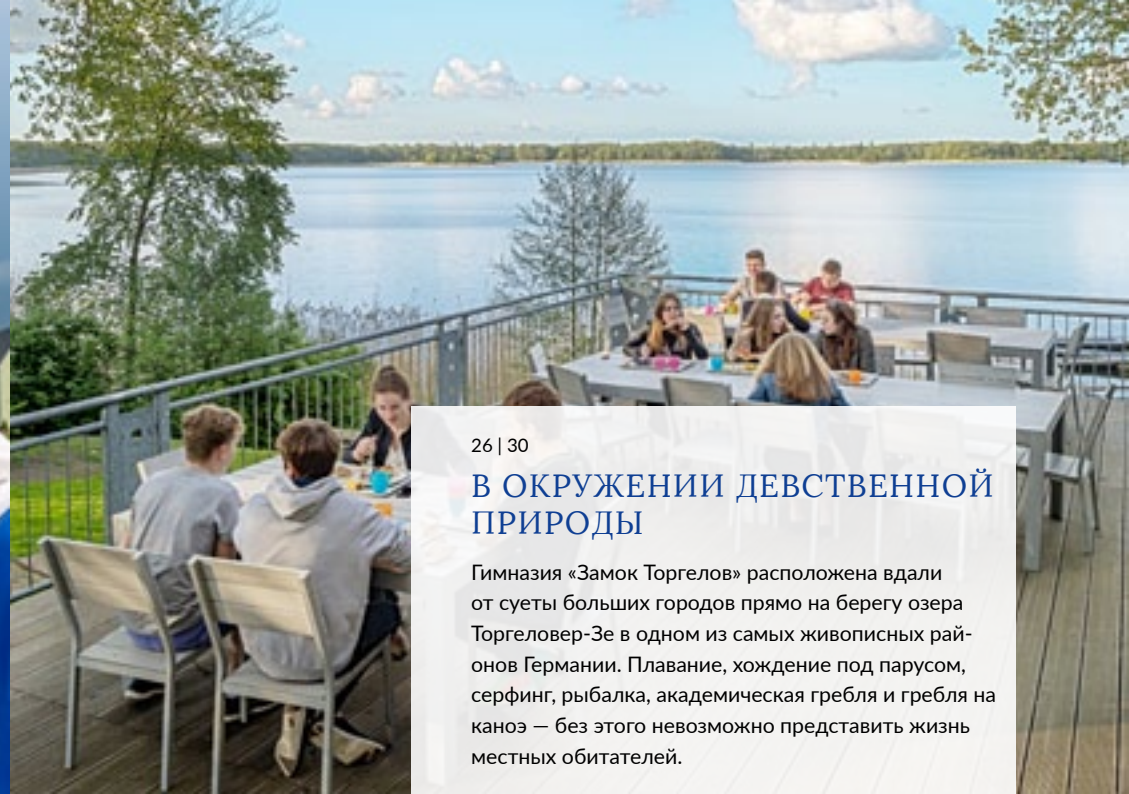 26 | 30
В ОКРУЖЕНИИ ДЕВСТВЕННОЙ
ПРИРОДЫ
Гимназия «Замок Торгелов» расположена вдали
от суеты больших городов прямо на берегу озера
Торгеловер-Зе в одном из самых живописных рай-
онов Германии. Плавание, хождение под парусом,
серфинг, рыбалка, академическая гребля и гребля на
каноэ — без этого невозможно представить жизнь
местных обитателей.